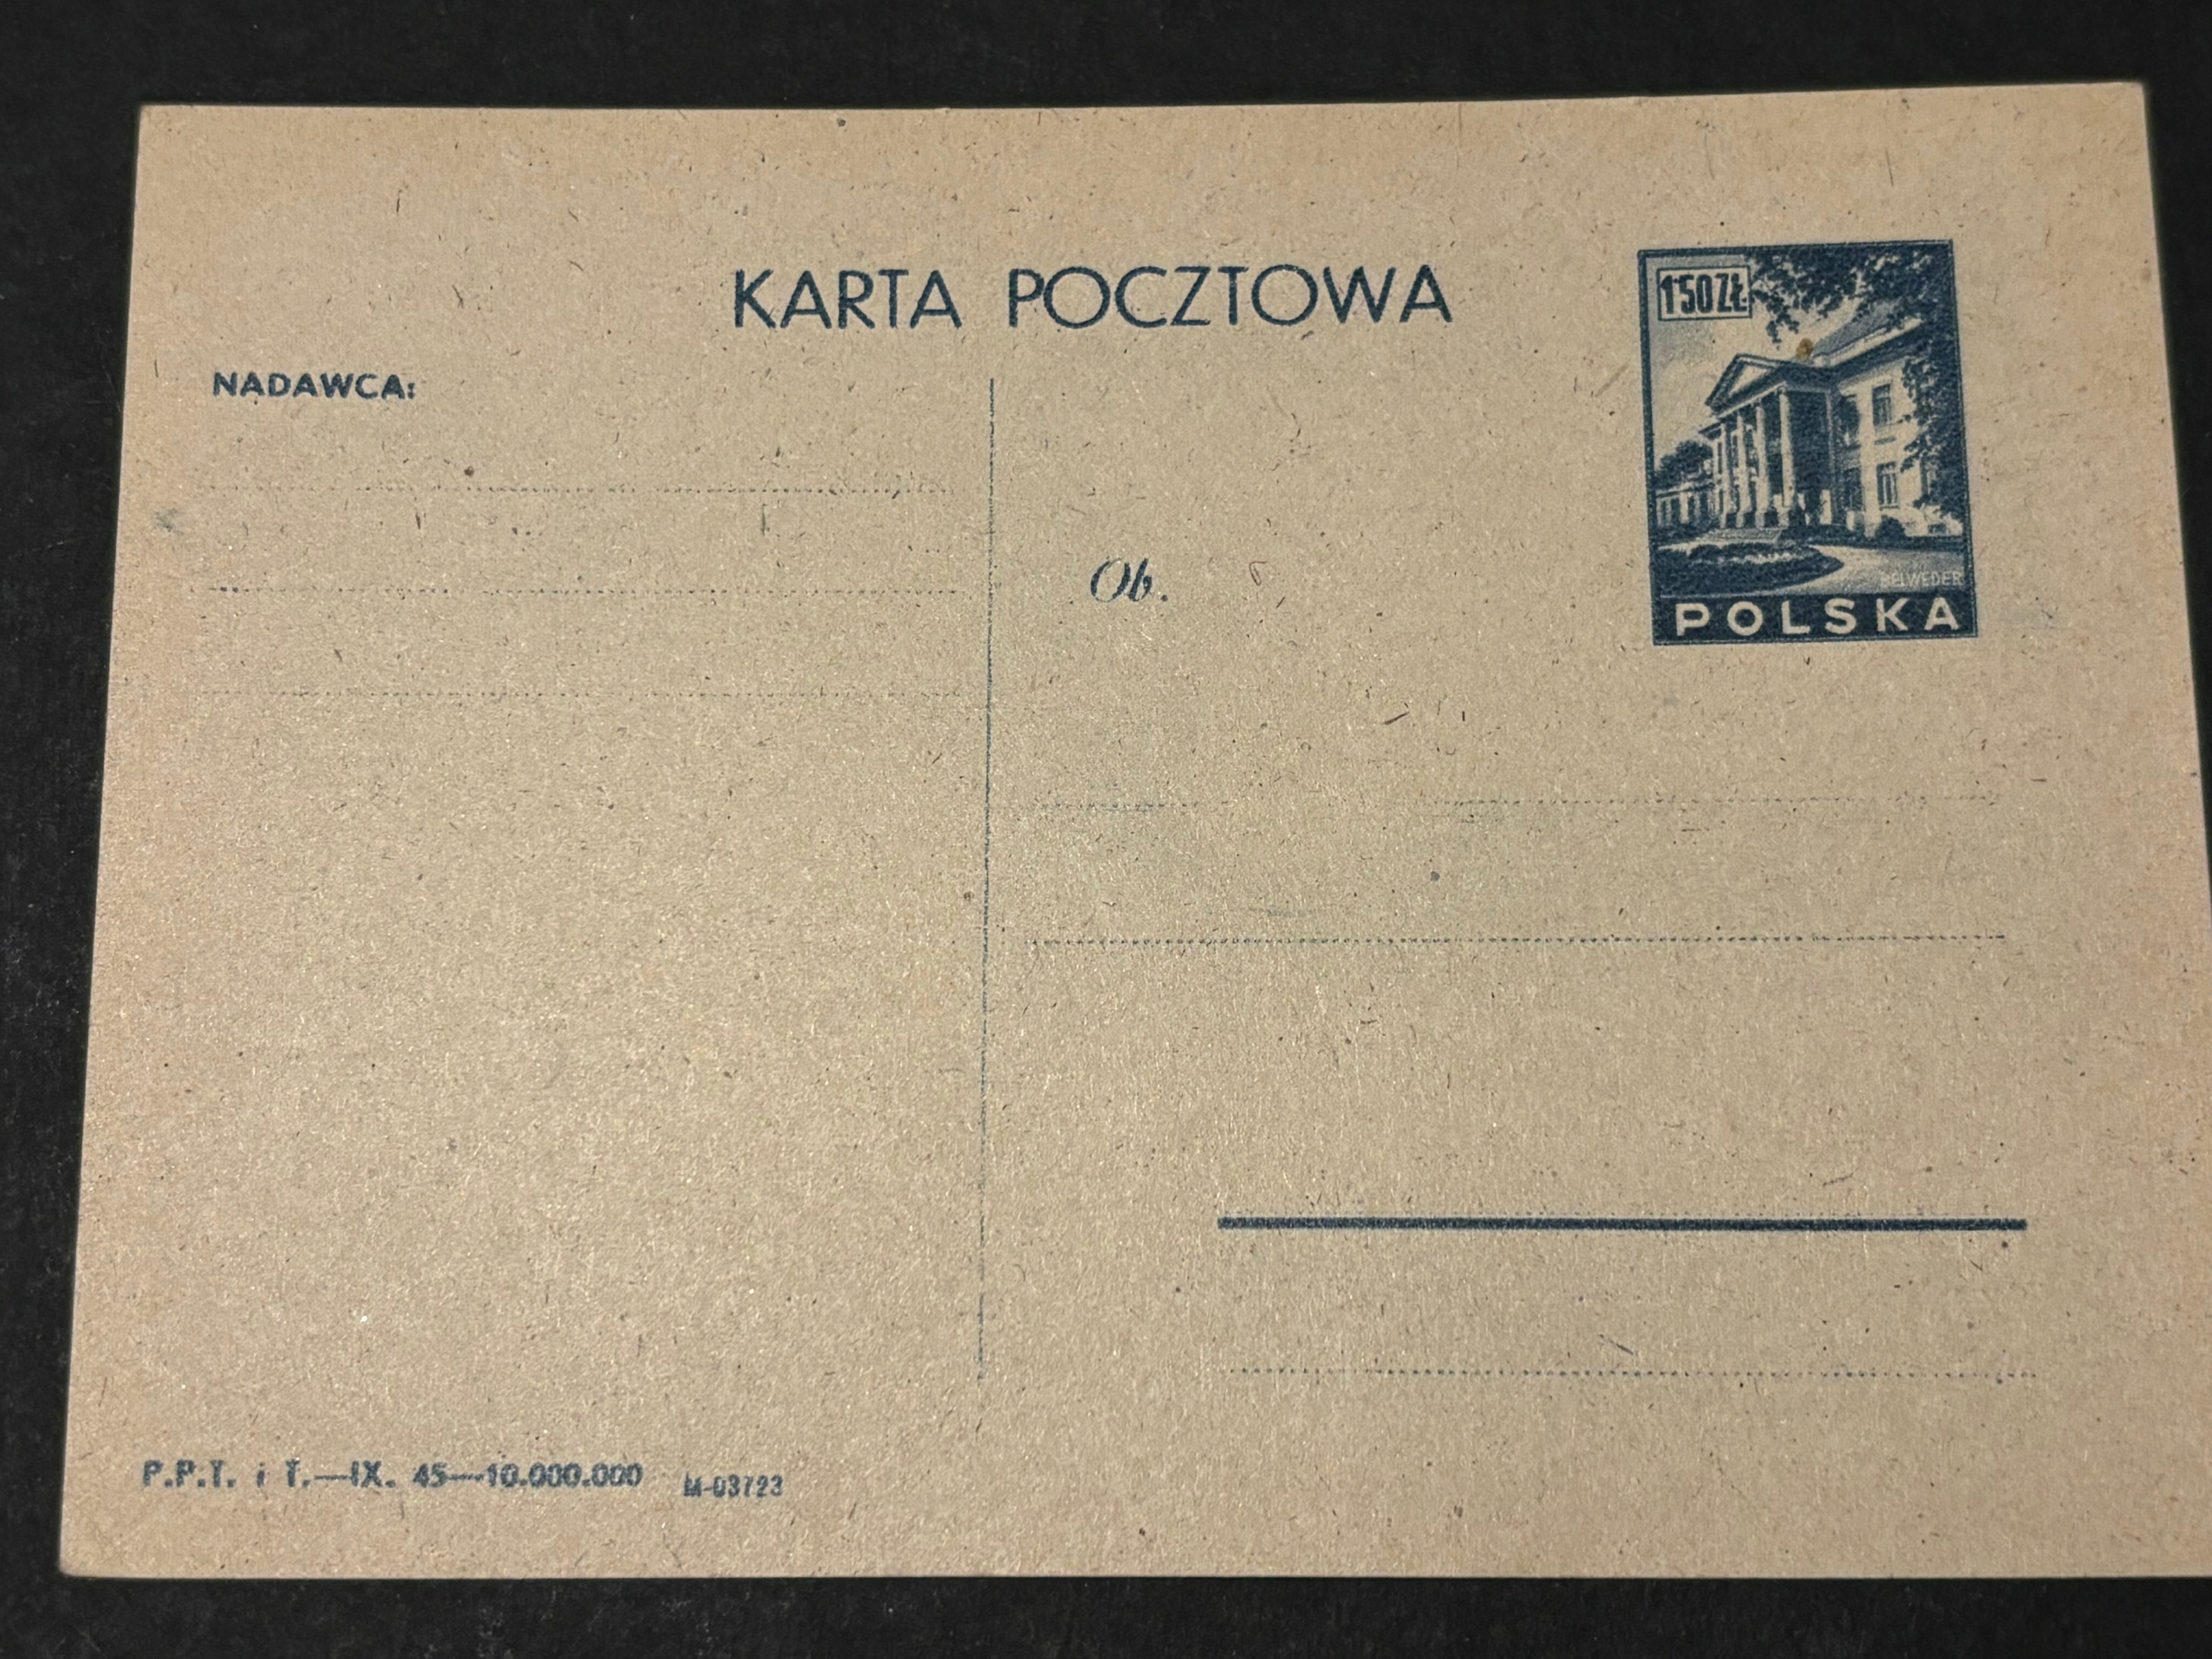 KARTA POCZTOWA
1'50 ZŁ
BELWEDER
POLSKA
NADAWCA:
Ob.
P.P.T. i T.—IX. 45—10.000.000 M-03723